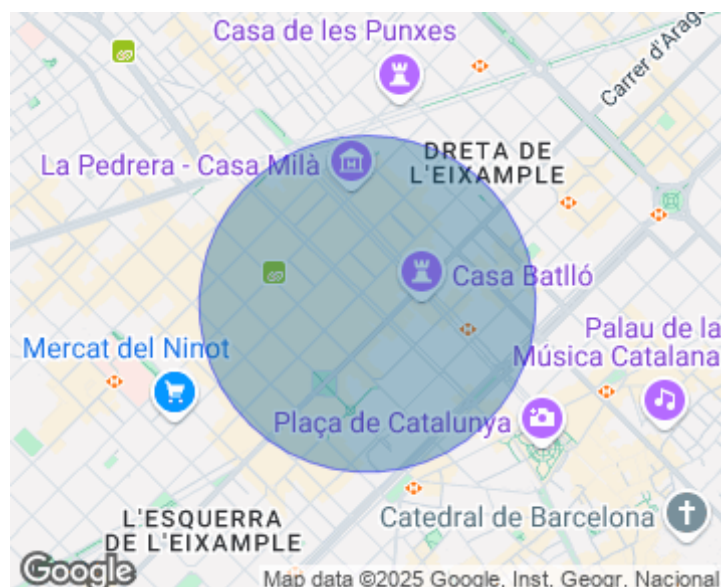 Casa de les Punxes
Carrer d'Arag
La Pedrera - Casa Milà
DRETA DE
L'EIXAMPLE
Casa Batlló
Mercat del Ninot
Palau de la
Música Catalana
Plaça de Catalunya
L'ESQUERRA
DE L'EIXAMPLE
Catedral de Barcelona
Google
Map data ©2025 Google, Inst. Geogr. Nacional